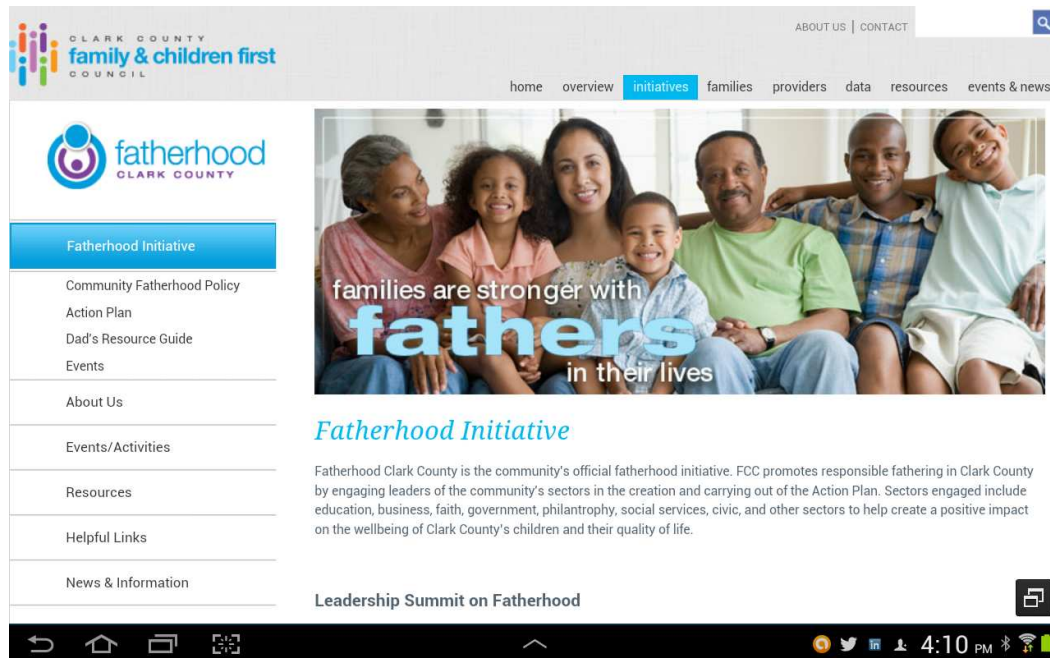 CLARK COUNTY
family & children first
COUNCIL
ABOUT US | CONTACT
home overview initiatives families providers data resources events & news
fatherhood
CLARK COUNTY
Fatherhood Initiative
Community Fatherhood Policy
Action Plan
Dad's Resource Guide
Events
About Us
Events/Activities
Resources
Helpful Links
News & Information
families are stronger with
fathers
in their lives
Fatherhood Initiative
Fatherhood Clark County is the community's official fatherhood initiative. FCC promotes responsible fathering in Clark County
by engaging leaders of the community's sectors in the creation and carrying out of the Action Plan. Sectors engaged include
education, business, faith, government, philantrophy, social services, civic, and other sectors to help create a positive impact
on the wellbeing of Clark County's children and their quality of life.
Leadership Summit on Fatherhood
in 4:10 PM